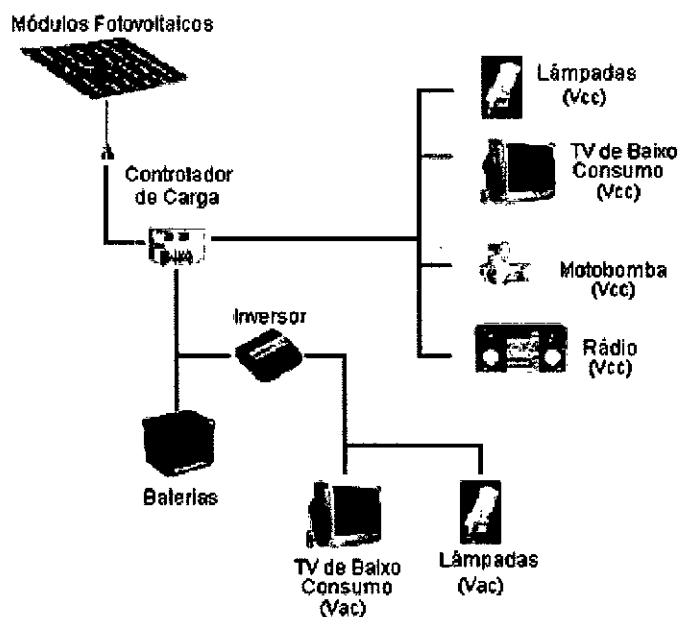 Módulos Fotovoltaicos
Lâmpadas
(Vcc)
TV de Baixo
Consumo
(Vcc)
Controlador
de Carga
Motobomba
(Vcc)
Inversor
Rádio
(Vcc)
Baterias
TV de Baixo
Consumo
(Vac)
Lâmpadas
(Vac)